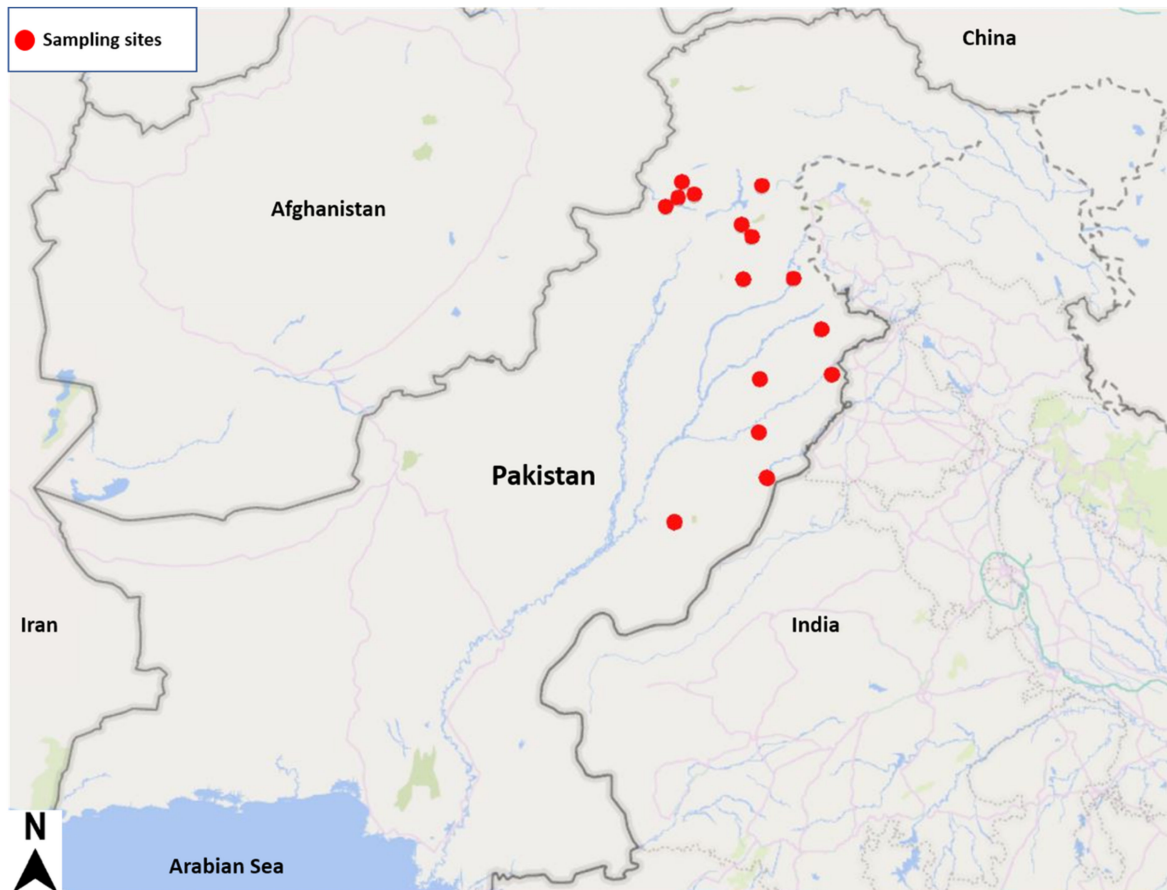 Sampling sites
China
Afghanistan
Pakistan
Iran
India
N
Arabian Sea